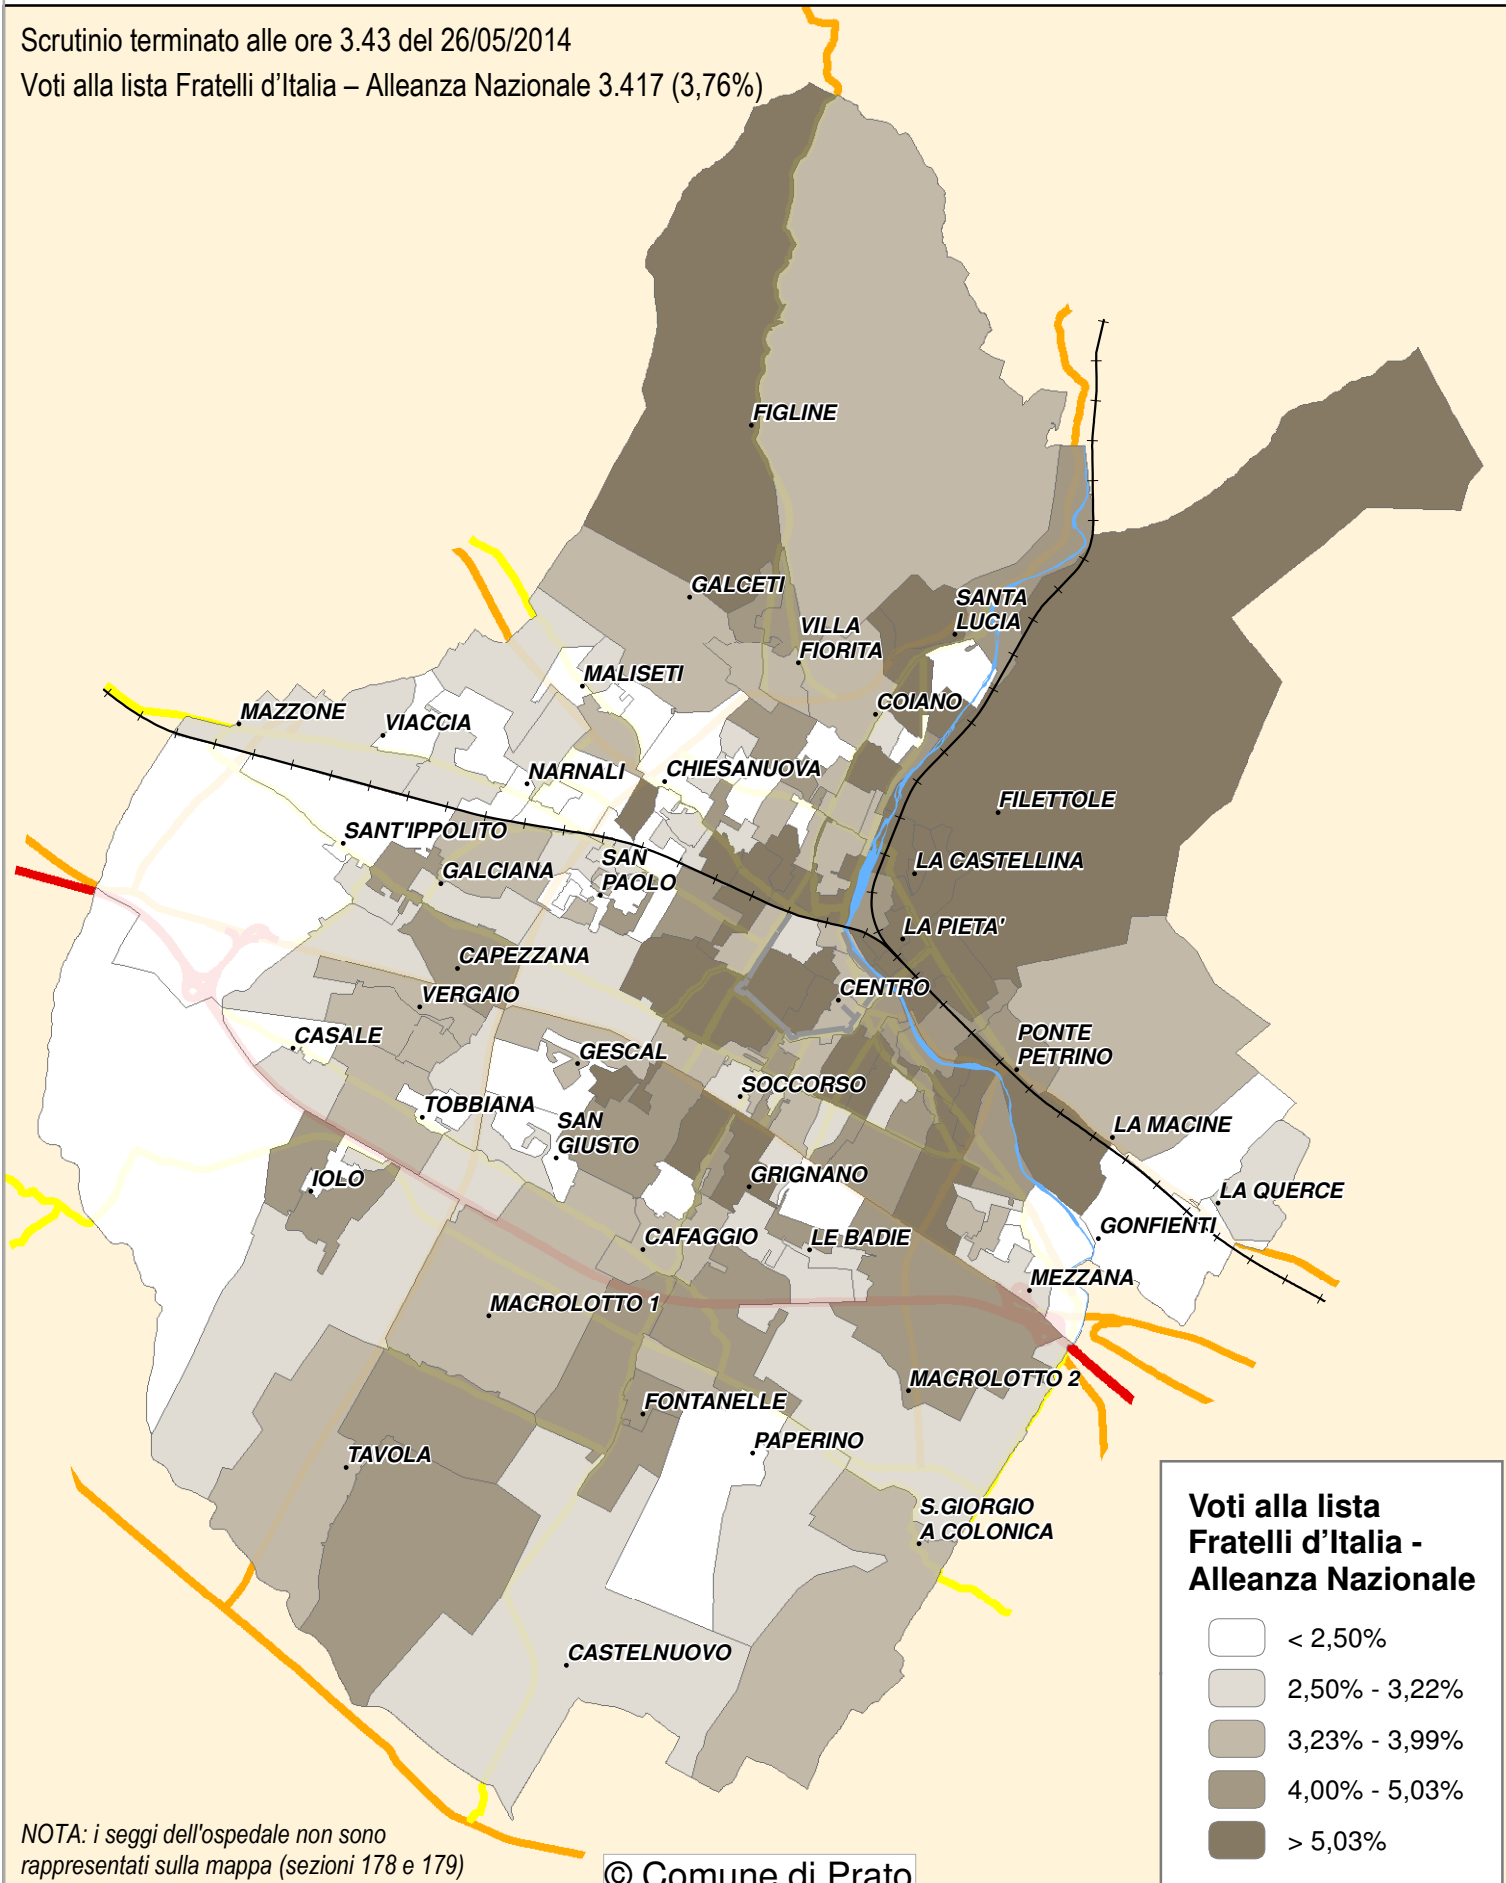 Scrutinio terminato alle ore 3.43 del 26/05/2014
Voti alla lista Fratelli d’Italia – Alleanza Nazionale 3.417 (3,76%)
FIGLINE
GALCETI
SANTA
LUCIA
VILLA
FIORITA
MALISETI
COIANO
MAZZONE
VIACCIA
NARNALI
CHIESANUOVA
FILETTOLE
SANT'IPPOLITO
GALCIANA
SAN
PAOLO
LA CASTELLINA
LA PIETA'
CAPEZZANA
VERGAIO
CENTRO
CASALE
GESCAL
PONTE
PETRINO
SOCCORSO
TOBBIANA
SAN
GIUSTO
LA MACINE
IOLO
GRIGNANO
LA QUERCE
CAFAGGIO
LE BADIE
GONFIENTI
MEZZANA
MACROLOTTO 1
MACROLOTTO 2
FONTANELLE
PAPERINO
TAVOLA
S.GIORGIO
A COLONICA
CASTELNUOVO
Voti alla lista
Fratelli d’Italia -
Alleanza Nazionale
< 2,50%
2,50% - 3,22%
3,23% - 3,99%
4,00% - 5,03%
> 5,03%
NOTA: i seggi dell'ospedale non sono
rappresentati sulla mappa (sezioni 178 e 179)
© Comune di Prato